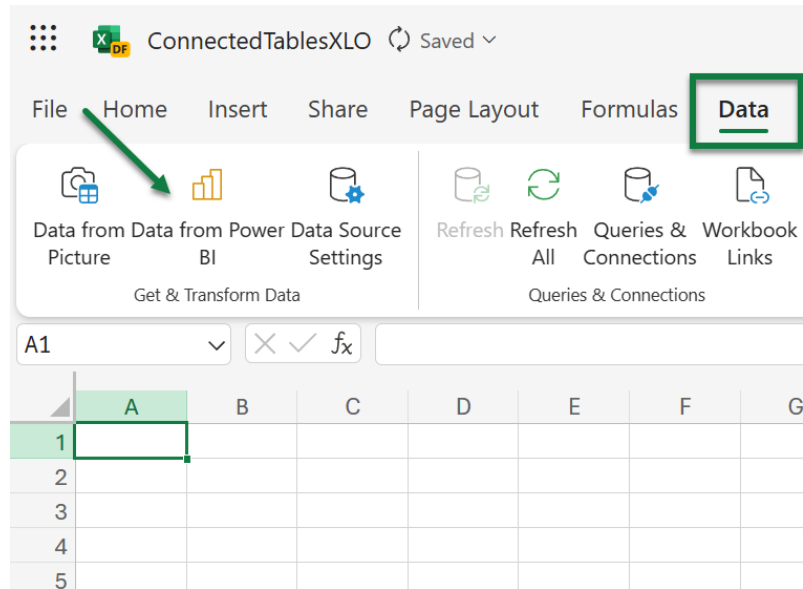 DF
ConnectedTablesXLO Saved
File Home Insert Share Page Layout Formulas Data
Data from Data from Power Data Source Refresh Refresh Queries & Workbook
Picture BI Settings All Connections Links
Get & Transform Data Queries & Connections
A1 fx
A B C D E F G
1
2
3
4
5